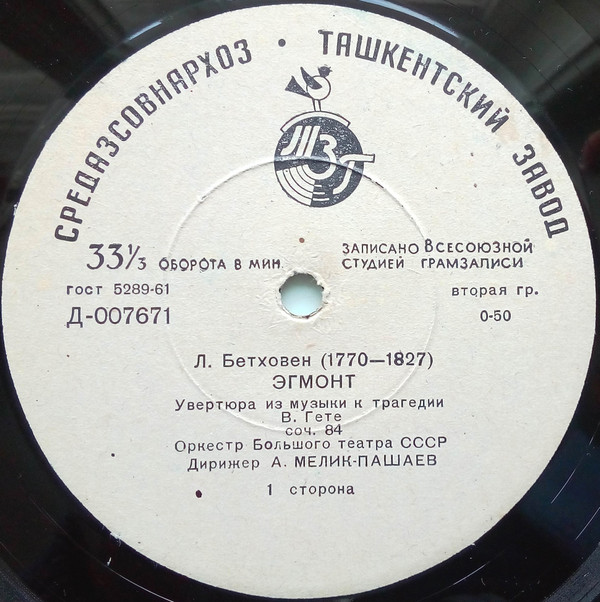 СРЕДАЗСОВНАРХОЗ • ТАШКЕНТСКИЙ ЗАВОД
ТЗГ
33⅓ ОБОРОТА В МИН.
ЗАПИСАНО ВСЕСОЮЗНОЙ
СТУДИЕЙ ГРАМЗАПИСИ
гост 5289-61
вторая гр.
Д-007671
0-50
Л. Бетховен (1770—1827)
ЭГМОНТ
Увертюра из музыки к трагедии
В. Гете
соч. 84
Оркестр Большого театра СССР
Дирижер А. МЕЛИК-ПАШАЕВ
1 сторона